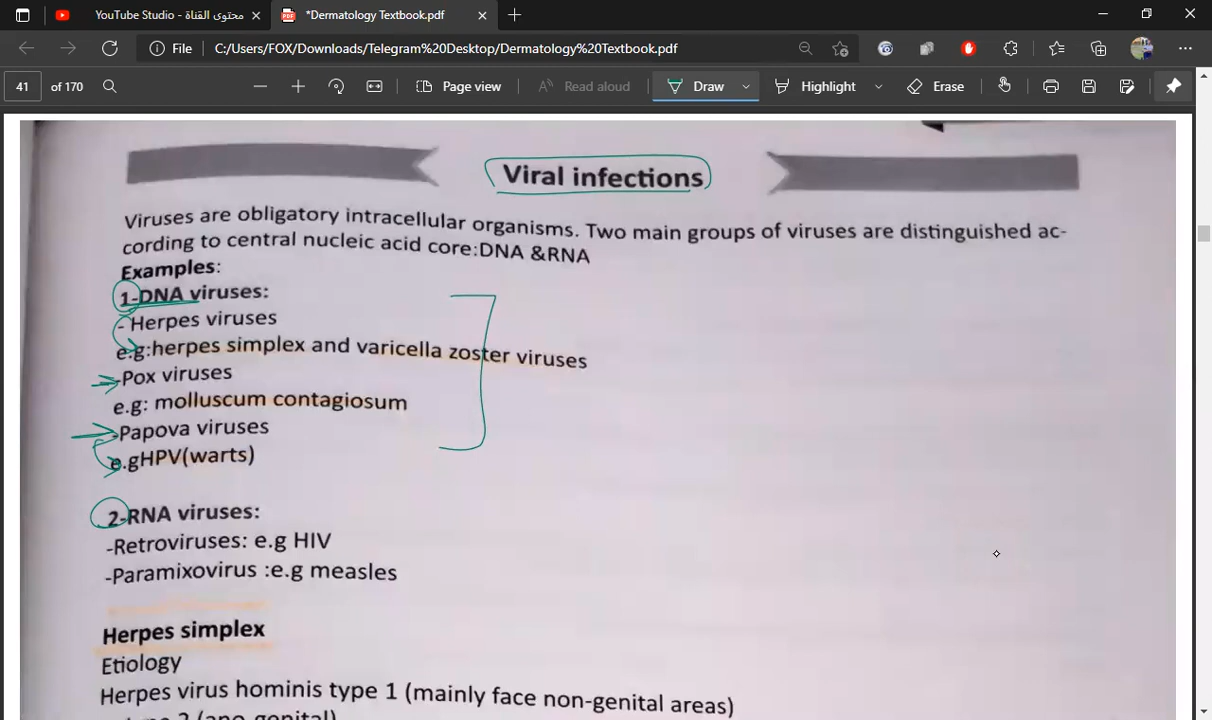 YouTube Studio - محتوى القناة
*Dermatology Textbook.pdf
File C:/Users/FOX/Downloads/Telegram%20Desktop/Dermatology%20Textbook.pdf
41 of 170 Page view Read aloud Draw Highlight Erase
Viral infections
Viruses are obligatory intracellular organisms. Two main groups of viruses are distinguished ac-
cording to central nucleic acid core:DNA &RNA
Examples:
1-DNA viruses:
- Herpes viruses
e.g:herpes simplex and varicella zoster viruses
-Pox viruses
e.g: molluscum contagiosum
-Papova viruses
e.gHPV(warts)
2-RNA viruses:
-Retroviruses: e.g HIV
-Paramixovirus :e.g measles
Herpes simplex
Etiology
Herpes virus hominis type 1 (mainly face non-genital areas)
type 2 (ano-genital)